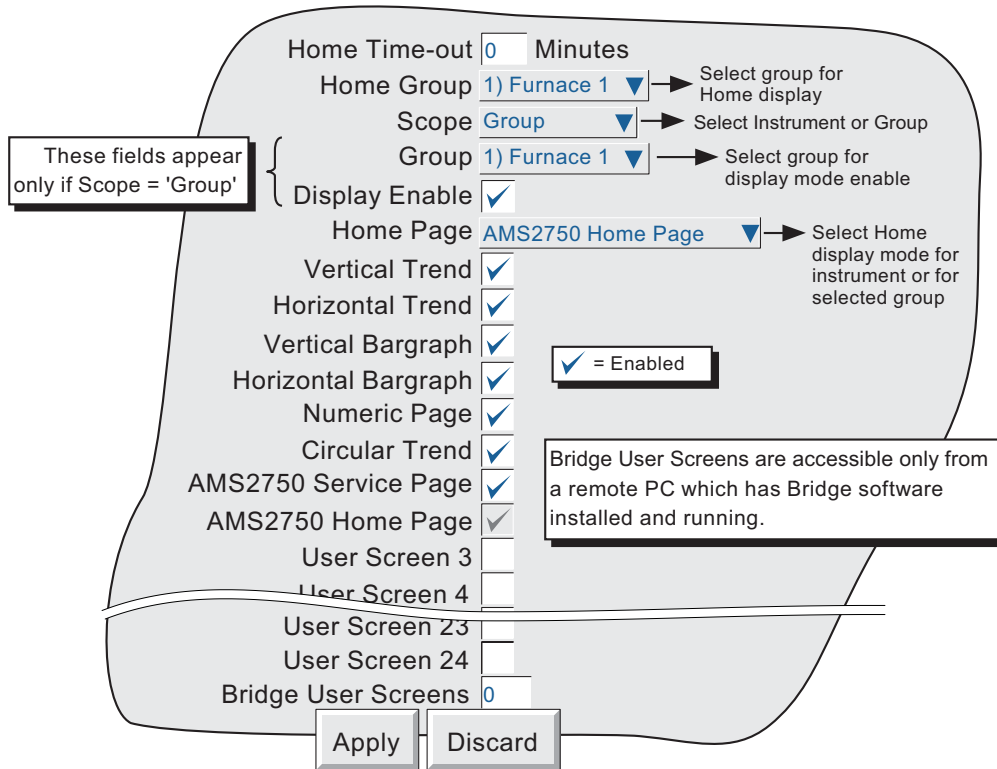 Home Time-out 0 Minutes
Home Group 1) Furnace 1
Select group for
Home display
Scope Group
Select Instrument or Group
These fields appear
only if Scope = 'Group'
Group 1) Furnace 1
Select group for
display mode enable
Display Enable
Home Page AMS2750 Home Page
Select Home
display mode for
instrument or for
selected group
Vertical Trend
Horizontal Trend
Vertical Bargraph
= Enabled
Horizontal Bargraph
Numeric Page
Circular Trend
Bridge User Screens are accessible only from
a remote PC which has Bridge software
installed and running.
AMS2750 Service Page
AMS2750 Home Page
User Screen 3
User Screen 4
User Screen 23
User Screen 24
Bridge User Screens 0
Apply Discard